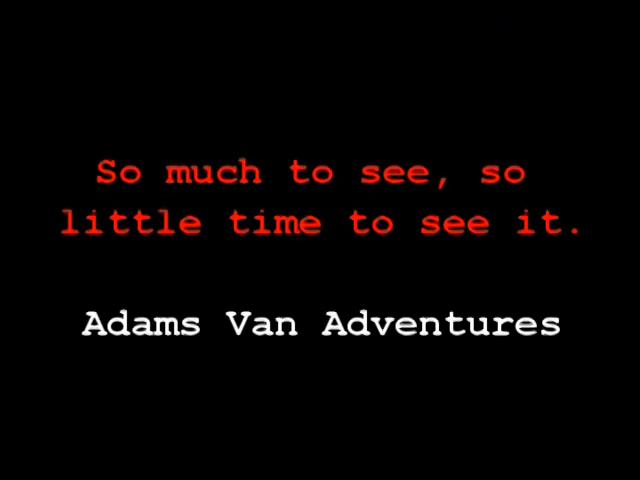 So much to see, so
little time to see it.
Adams Van Adventures